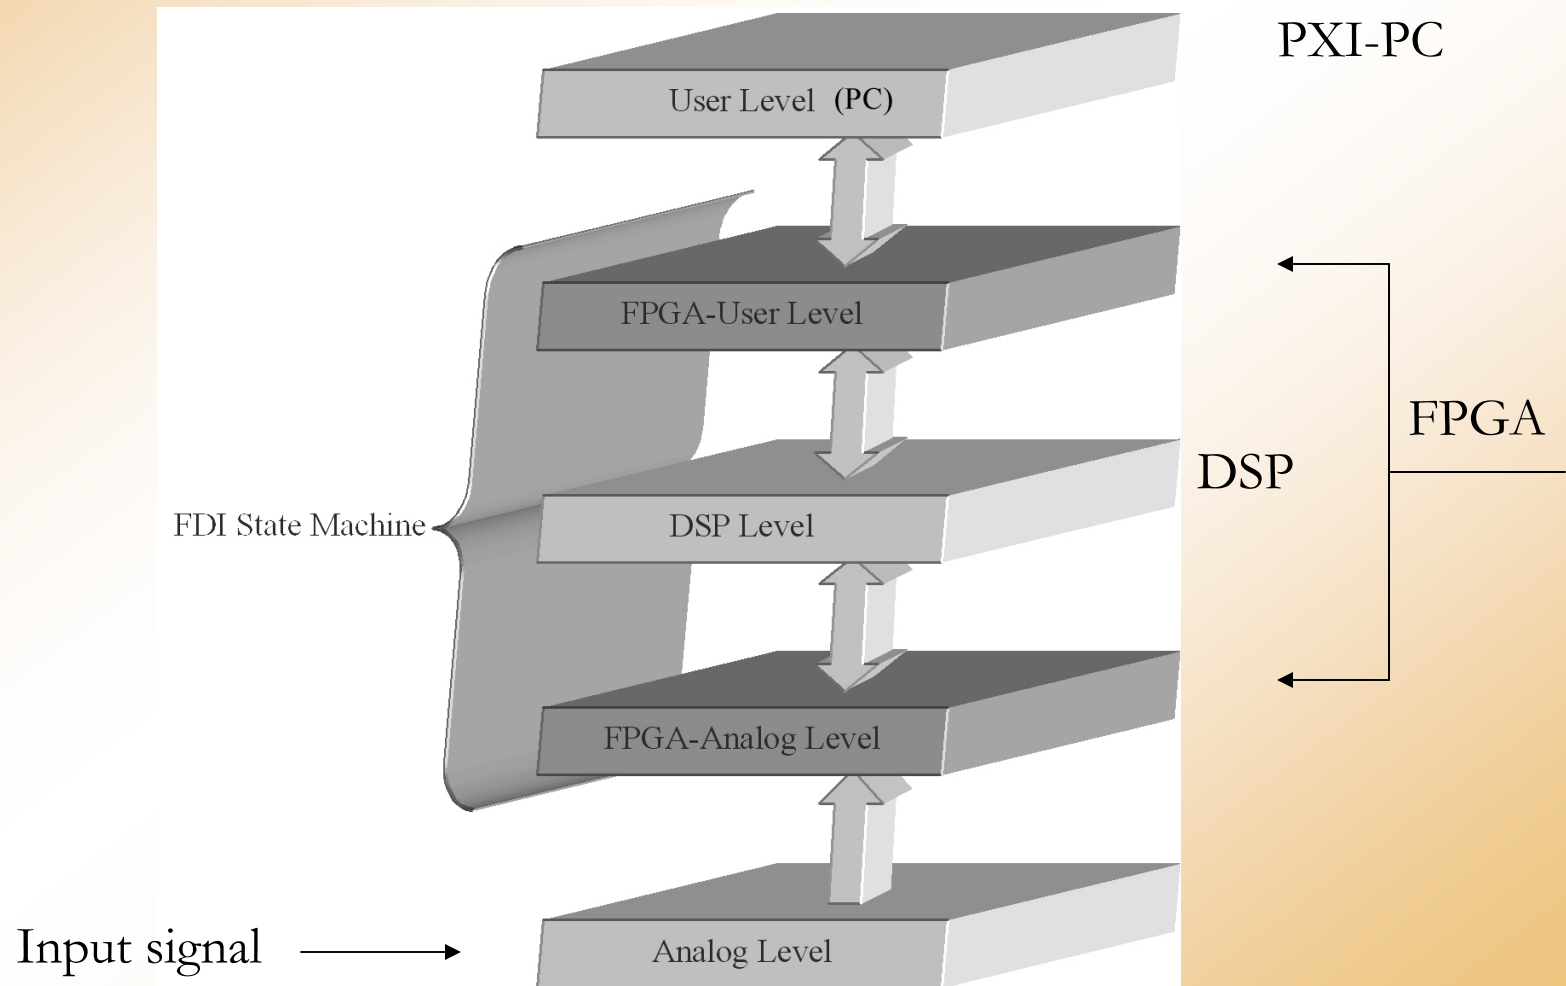 PXI-PC
User Level (PC)
FPGA-User Level
FPGA
DSP
FDI State Machine
DSP Level
FPGA-Analog Level
Input signal
Analog Level